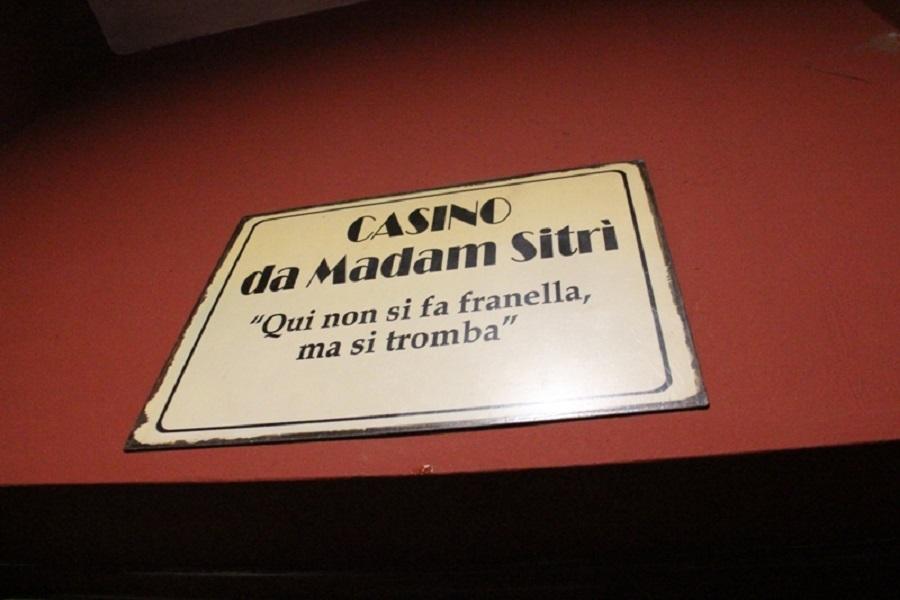 CASINO
da Madam Sitrì
"Qui non si fa franella,
ma si tromba"